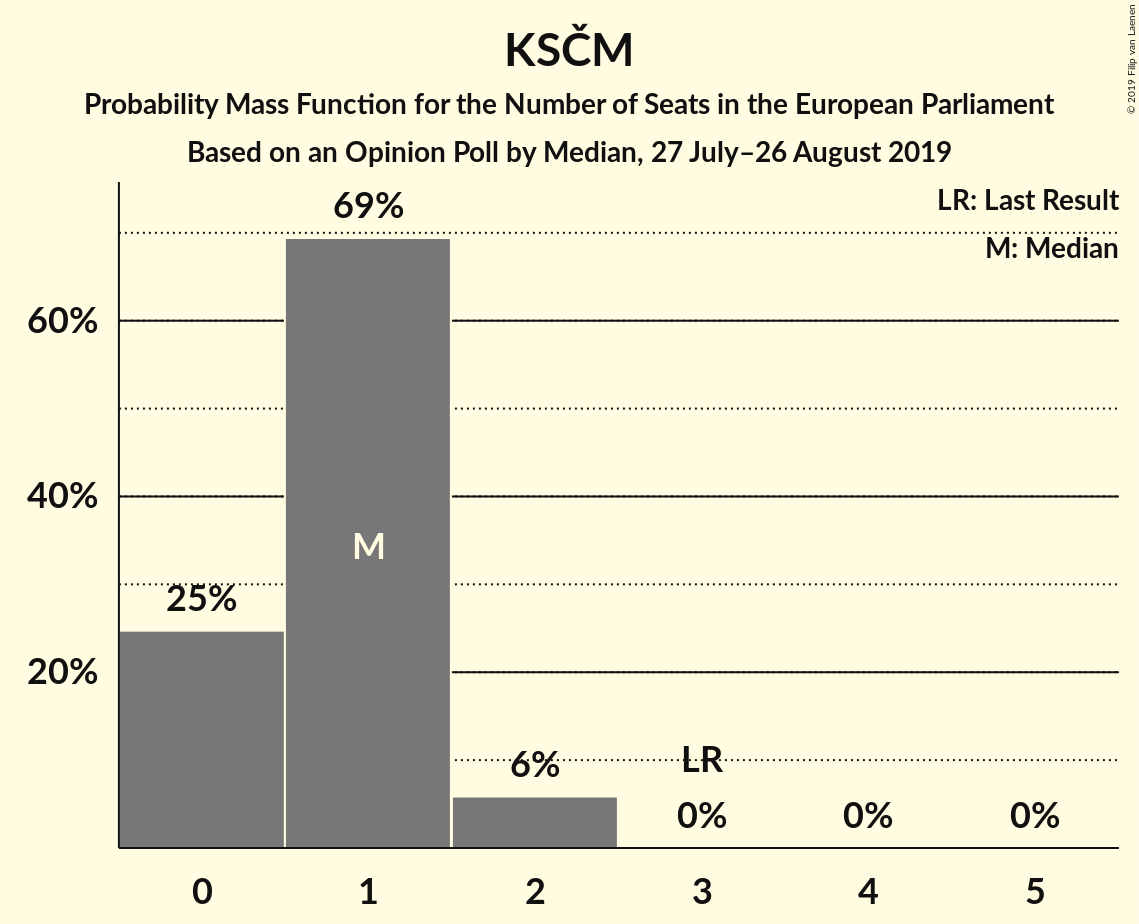 KSČM
Probability Mass Function for the Number of Seats in the European Parliament
Based on an Opinion Poll by Median, 27 July–26 August 2019
© 2019 Filip van Laenen
LR: Last Result
M: Median
69%
60%
40%
20%
M
25%
6%
LR
0%
0%
0%
0
1
2
3
4
5